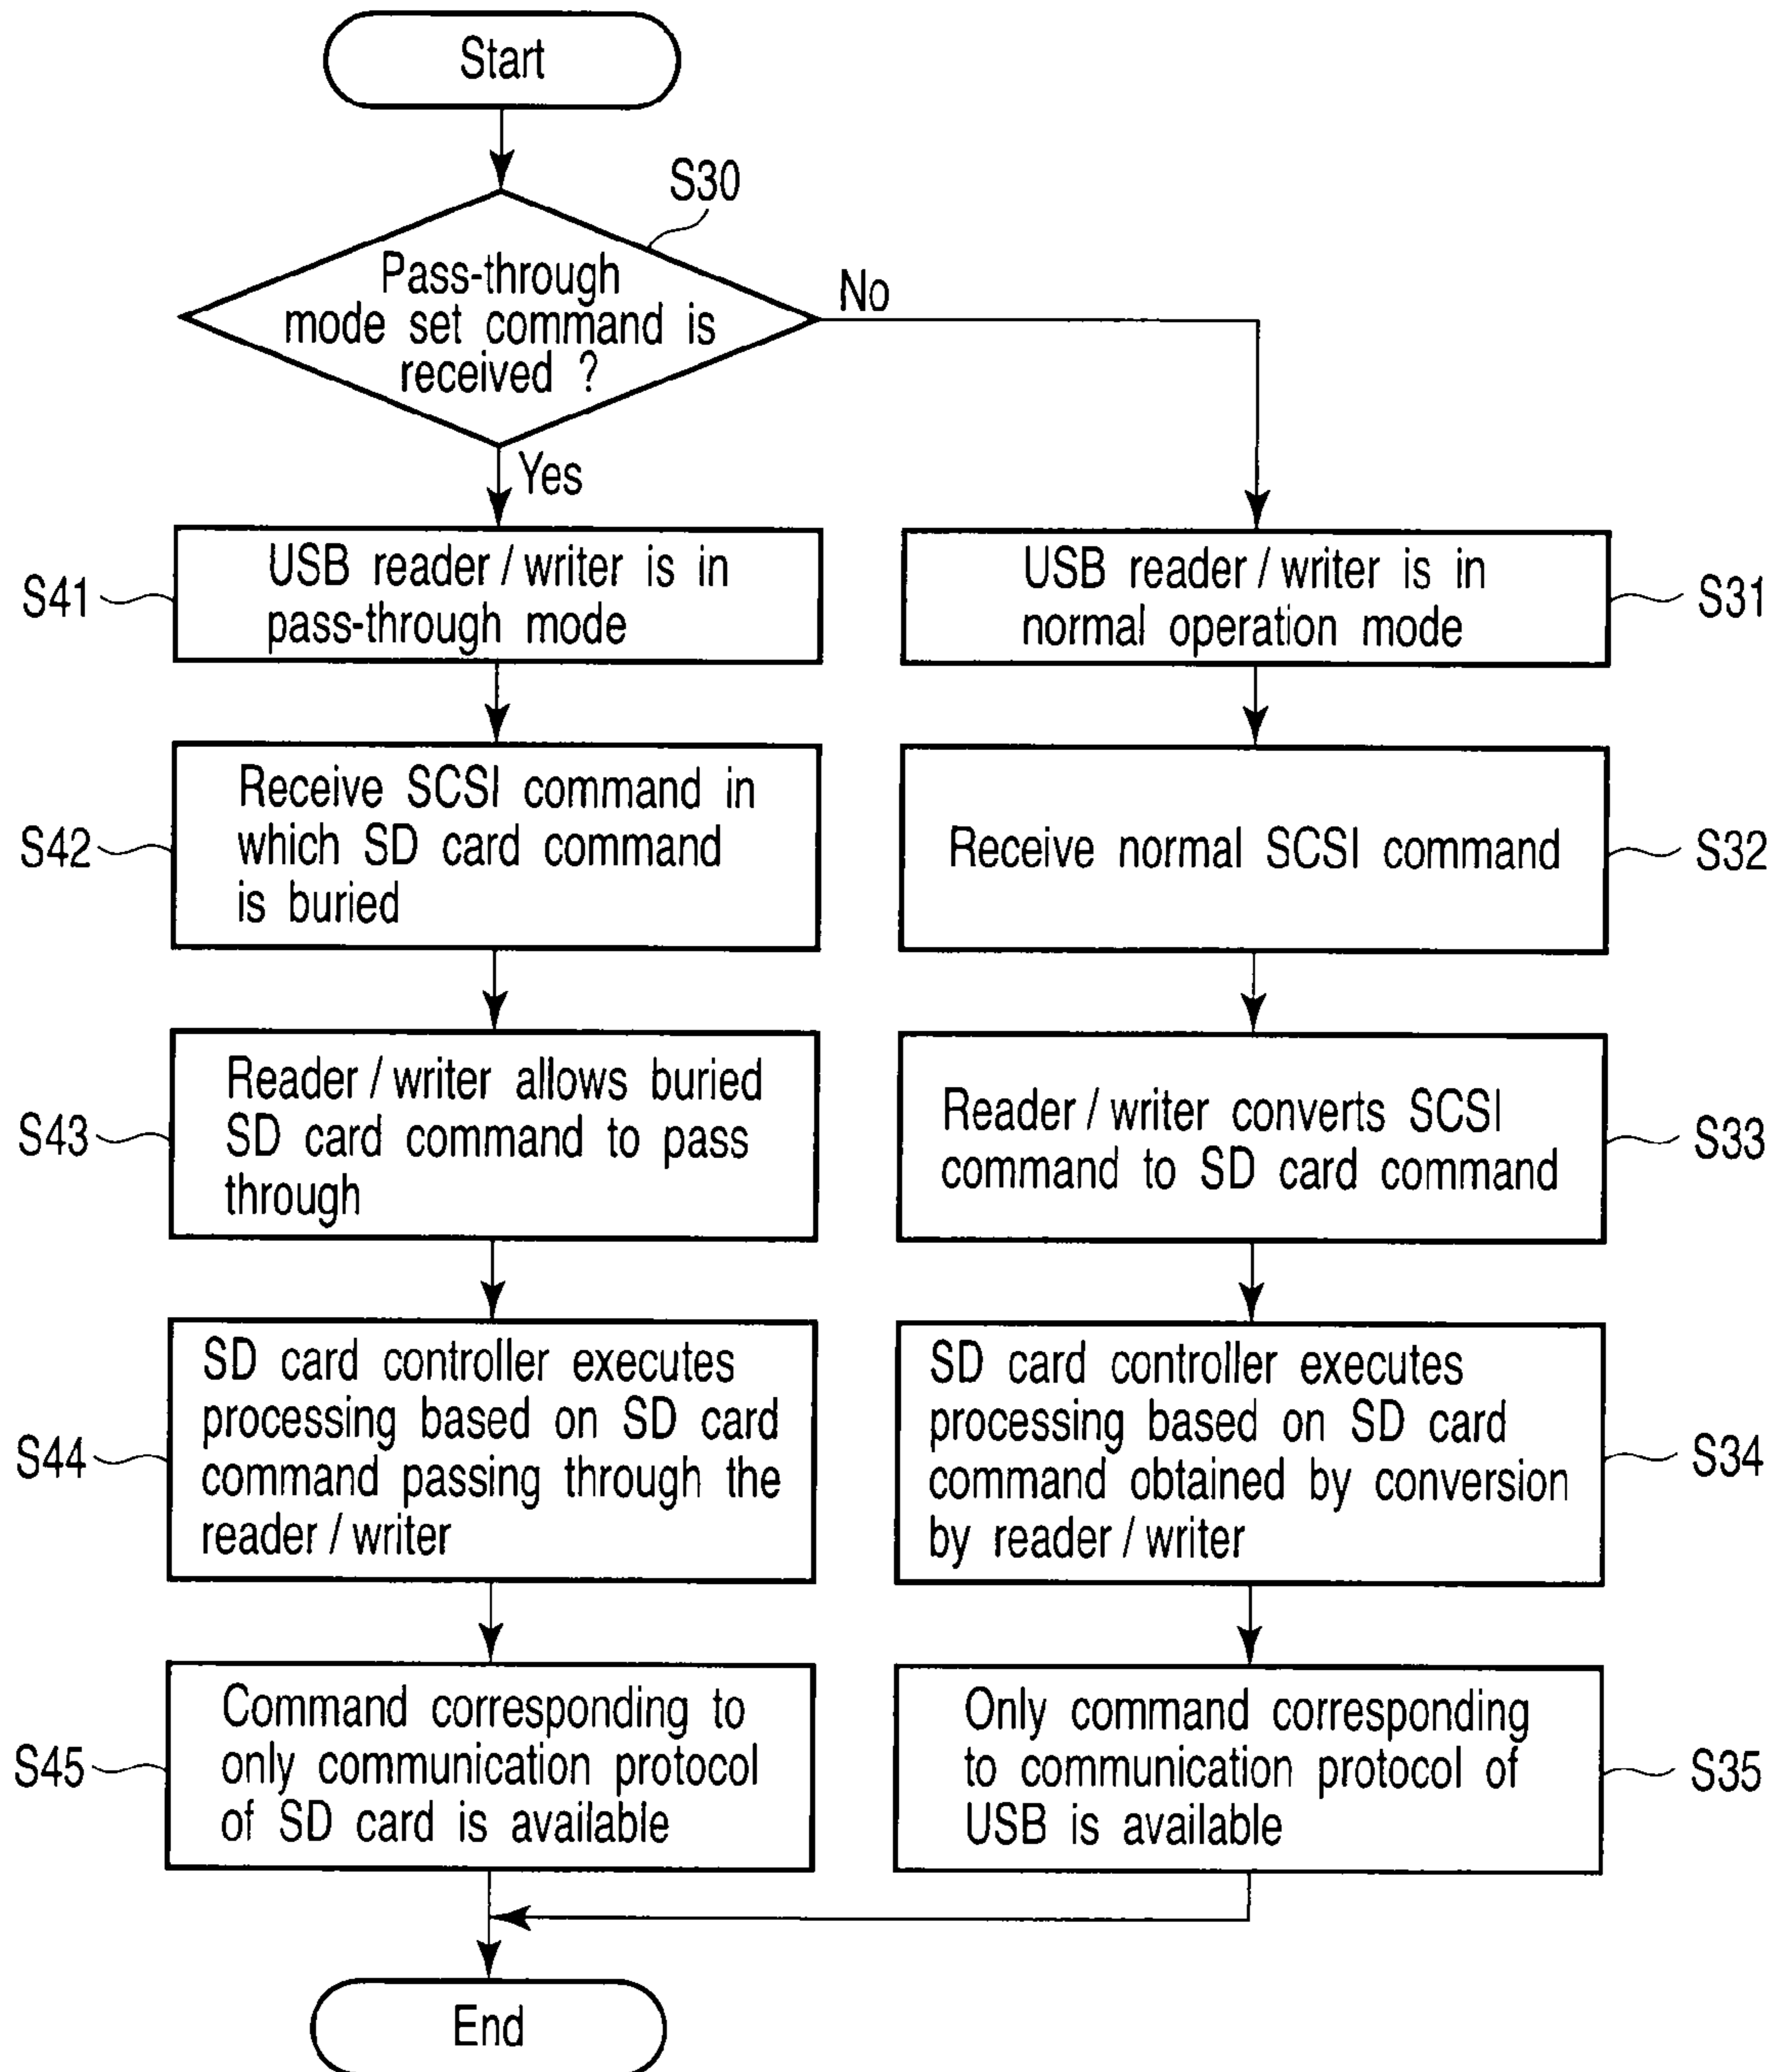 Start
S30
Pass-through
mode set command is
received ?
No
Yes
S41
USB reader / writer is in
pass-through mode
USB reader / writer is in
normal operation mode
S31
S42
Receive SCSI command in
which SD card command
is buried
Receive normal SCSI command
S32
S43
Reader / writer allows buried
SD card command to pass
through
Reader / writer converts SCSI
command to SD card command
S33
S44
SD card controller executes
processing based on SD card
command passing through the
reader / writer
SD card controller executes
processing based on SD card
command obtained by conversion
by reader / writer
S34
S45
Command corresponding to
only communication protocol
of SD card is available
Only command corresponding
to communication protocol of
USB is available
S35
End